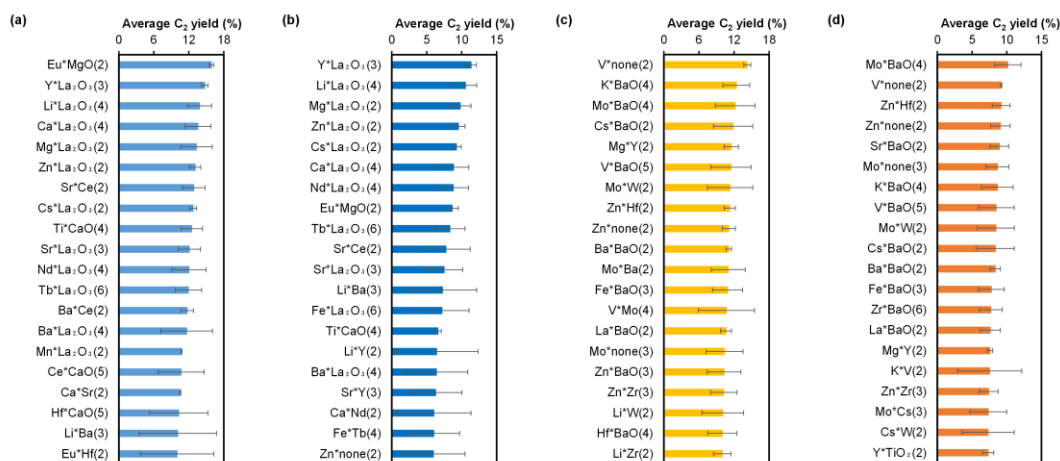 (a) Average C₂ yield (%)
0 6 12 18
Eu*MgO(2)
Y*La₂O₃(3)
Li*La₂O₃(4)
Ca*La₂O₃(4)
Mg*La₂O₃(2)
Zn*La₂O₃(2)
Sr*Ce(2)
Cs*La₂O₃(2)
Ti*CaO(4)
Sr*La₂O₃(3)
Nd*La₂O₃(4)
Tb*La₂O₃(6)
Ba*Ce(2)
Ba*La₂O₃(4)
Mn*La₂O₃(2)
Ce*CaO(5)
Ca*Sr(2)
Hf*CaO(5)
Li*Ba(3)
Eu*Hf(2)
(b) Average C₂ yield (%)
0 5 10 15
Y*La₂O₃(3)
Li*La₂O₃(4)
Mg*La₂O₃(2)
Zn*La₂O₃(2)
Cs*La₂O₃(2)
Ca*La₂O₃(4)
Nd*La₂O₃(4)
Eu*MgO(2)
Tb*La₂O₃(6)
Sr*Ce(2)
Sr*La₂O₃(3)
Li*Ba(3)
Fe*La₂O₃(6)
Ti*CaO(4)
Li*Y(2)
Ba*La₂O₃(4)
Sr*Y(3)
Ca*Nd(2)
Fe*Tb(4)
Zn*none(2)
(c) Average C₂ yield (%)
0 6 12 18
V*none(2)
K*BaO(4)
Mo*BaO(4)
Cs*BaO(2)
Mg*Y(2)
V*BaO(5)
Mo*W(2)
Zn*Hf(2)
Zn*none(2)
Ba*BaO(2)
Mo*Ba(2)
Fe*BaO(3)
V*Mo(4)
La*BaO(2)
Mo*none(3)
Zn*BaO(3)
Zn*Zr(3)
Li*W(2)
Hf*BaO(4)
Li*Zr(2)
(d) Average C₂ yield (%)
0 5 10 15
Mo*BaO(4)
V*none(2)
Zn*Hf(2)
Zn*none(2)
Sr*BaO(2)
Mo*none(3)
K*BaO(4)
V*BaO(5)
Mo*W(2)
Cs*BaO(2)
Ba*BaO(2)
Fe*BaO(3)
Zr*BaO(6)
La*BaO(2)
Mg*Y(2)
K*V(2)
Zn*Zr(3)
Mo*Cs(3)
Cs*W(2)
Y*TiO₂(2)